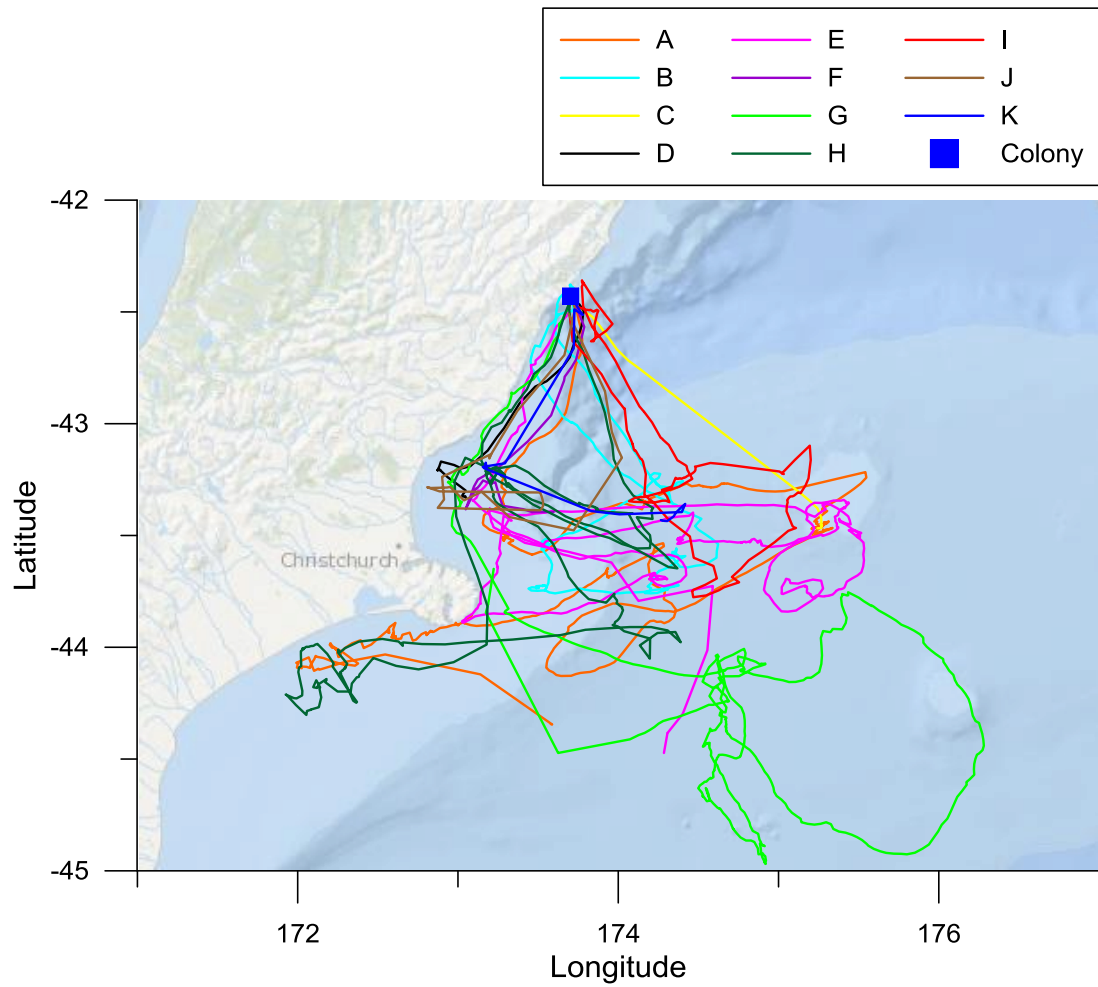 A E I
B F J
C G K
D H Colony
-42
-43
-44
-45
Latitude
Christchurch
172 174 176
Longitude